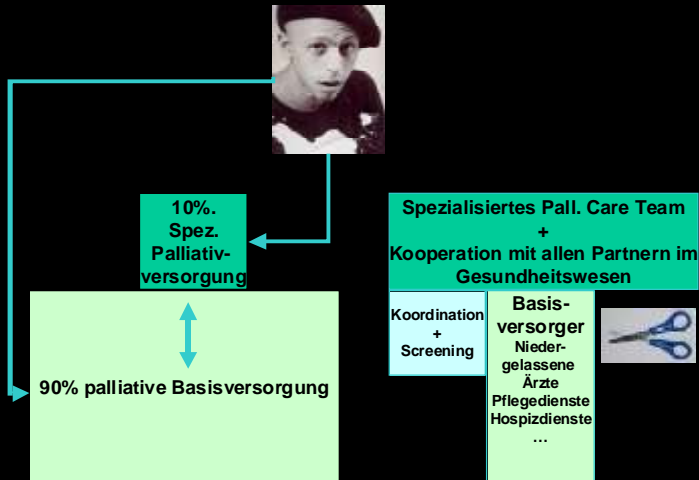 10%.
Spez.
Palliativ-
versorgung
90% palliative Basisversorgung
Spezialisiertes Pall. Care Team
+
Kooperation mit allen Partnern im
Gesundheitswesen
Koordination
+
Screening
Basis-
versorger
Nieder-
gelassene
Ärzte
Pflegedienste
Hospizdienste
…